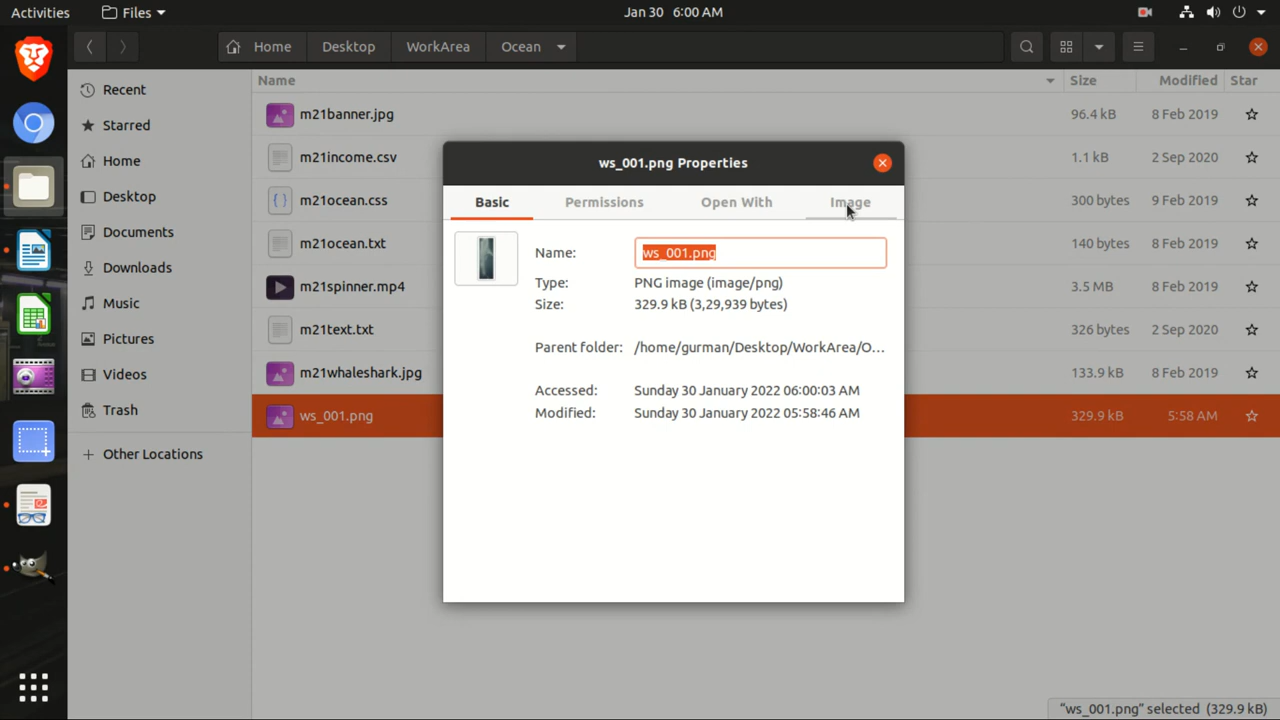 Activities Files Jan 30 6:00 AM
Home Desktop WorkArea Ocean
Recent
Starred
Home
Desktop
Documents
Downloads
Music
Pictures
Videos
Trash
+ Other Locations
Name Size Modified Star
m21banner.jpg 96.4 kB 8 Feb 2019
m21income.csv 1.1 kB 2 Sep 2020
m21ocean.css 300 bytes 9 Feb 2019
m21ocean.txt 140 bytes 9 Feb 2019
m21spinner.mp4 3.5 MB 8 Feb 2019
m21text.txt 326 bytes 2 Sep 2020
m21whaleshark.jpg 133.9 kB 8 Feb 2019
ws_001.png 329.9 kB 5:58 AM
ws_001.png Properties
Basic Permissions Open With Image
Name: ws_001.png
Type: PNG image (image/png)
Size: 329.9 kB (3,29,939 bytes)
Parent folder: /home/gurman/Desktop/WorkArea/O…
Accessed: Sunday 30 January 2022 06:00:03 AM
Modified: Sunday 30 January 2022 05:58:46 AM
"ws_001.png" selected (329.9 kB)